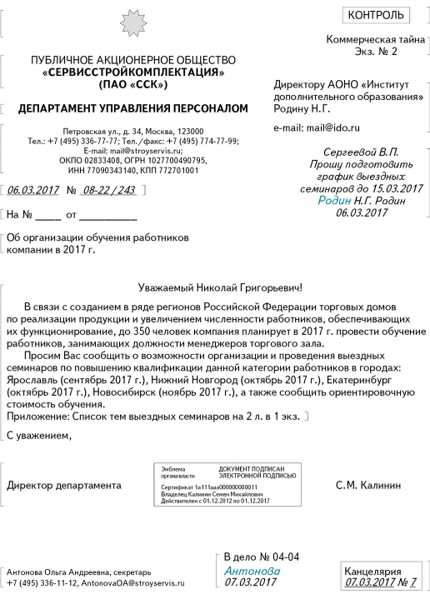 КОНТРОЛЬ
Коммерческая тайна
Экз. № 2
ПУБЛИЧНОЕ АКЦИОНЕРНОЕ ОБЩЕСТВО
«СЕРВИССТРОЙКОМПЛЕКТАЦИЯ»
(ПАО «ССК»)
ДЕПАРТАМЕНТ УПРАВЛЕНИЯ ПЕРСОНАЛОМ
Петровская ул., д. 34, Москва, 123000
Тел.: +7 (495) 336-77-77; Тел./факс: +7 (495) 774-77-99;
E-mail: mail@stroyservis.ru;
ОКПО 02833408, ОГРН 1027700490795,
ИНН 77090343140, КПП 772701001
06.03.2017 № 08-22 / 243
На № ____ от _________
Директору АОНО «Институт
дополнительного образования»
Родину Н.Г.
e-mail: mail@ido.ru
Сергеевой В.П.
Прошу подготовить
график выездных
семинаров до 15.03.2017
Родин Н.Г. Родин
06.03.2017
Об организации обучения работников
компании в 2017 г.
Уважаемый Николай Григорьевич!
В связи с созданием в ряде регионов Российской Федерации торговых домов
по реализации продукции и увеличением численности работников, обеспечивающих
их функционирование, до 350 человек компания планирует в 2017 г. провести обучение
работников, занимающих должности менеджеров торгового зала.
Просим Вас сообщить о возможности организации и проведения выездных
семинаров по повышению квалификации данной категории работников в городах:
Ярославль (сентябрь 2017 г.), Нижний Новгород (октябрь 2017 г.), Екатеринбург
(октябрь 2017 г.), Новосибирск (ноябрь 2017 г.), а также сообщить ориентировочную
стоимость обучения.
Приложение: Список тем выездных семинаров на 2 л. в 1 экз.
С уважением,
Директор департамента
Эмблема
органа власти
ДОКУМЕНТ ПОДПИСАН
ЭЛЕКТРОННОЙ ПОДПИСЬЮ
Сертификат 1а111ааа000000000011
Владелец Калинин Семен Михайлович
Действителен с 01.12.2012 по 01.12.2017
С.М. Калинин
Антонова Ольга Андреевна, секретарь
+7 (495) 336-11-12, AntonovaOA@stroyservis.ru
В дело № 04-04
Антонова
07.03.2017
Канцелярия
07.03.2017 № 7